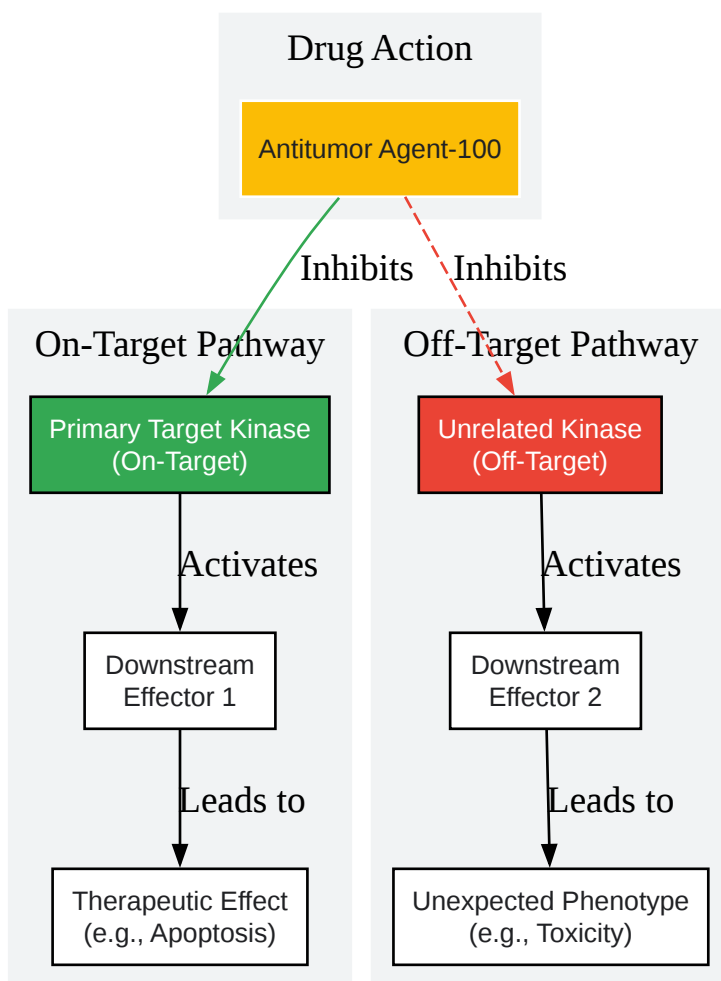 Drug Action
Antitumor Agent-100
Inhibits
Inhibits
On-Target Pathway
Off-Target Pathway
Primary Target Kinase
(On-Target)
Unrelated Kinase
(Off-Target)
Activates
Activates
Downstream
Effector 1
Downstream
Effector 2
Leads to
Leads to
Therapeutic Effect
(e.g., Apoptosis)
Unexpected Phenotype
(e.g., Toxicity)